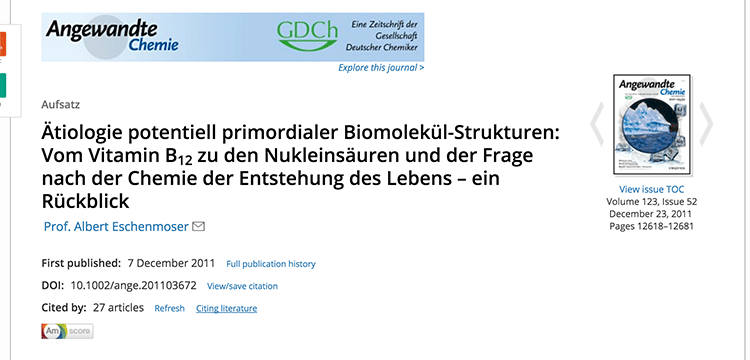 Angewandte
Chemie
GDCh
Eine Zeitschrift der
Gesellschaft
Deutscher Chemiker
Explore this journal >
Aufsatz
Ätiologie potentiell primordialer Biomolekül-Strukturen:
Vom Vitamin B12 zu den Nukleinsäuren und der Frage
nach der Chemie der Entstehung des Lebens – ein
Rückblick
Prof. Albert Eschenmoser
First published: 7 December 2011 Full publication history
DOI: 10.1002/ange.201103672 View/save citation
Cited by: 27 articles Refresh Citing literature
Am score
Angewandte
Chemie
View issue TOC
Volume 123, Issue 52
December 23, 2011
Pages 12618–12681